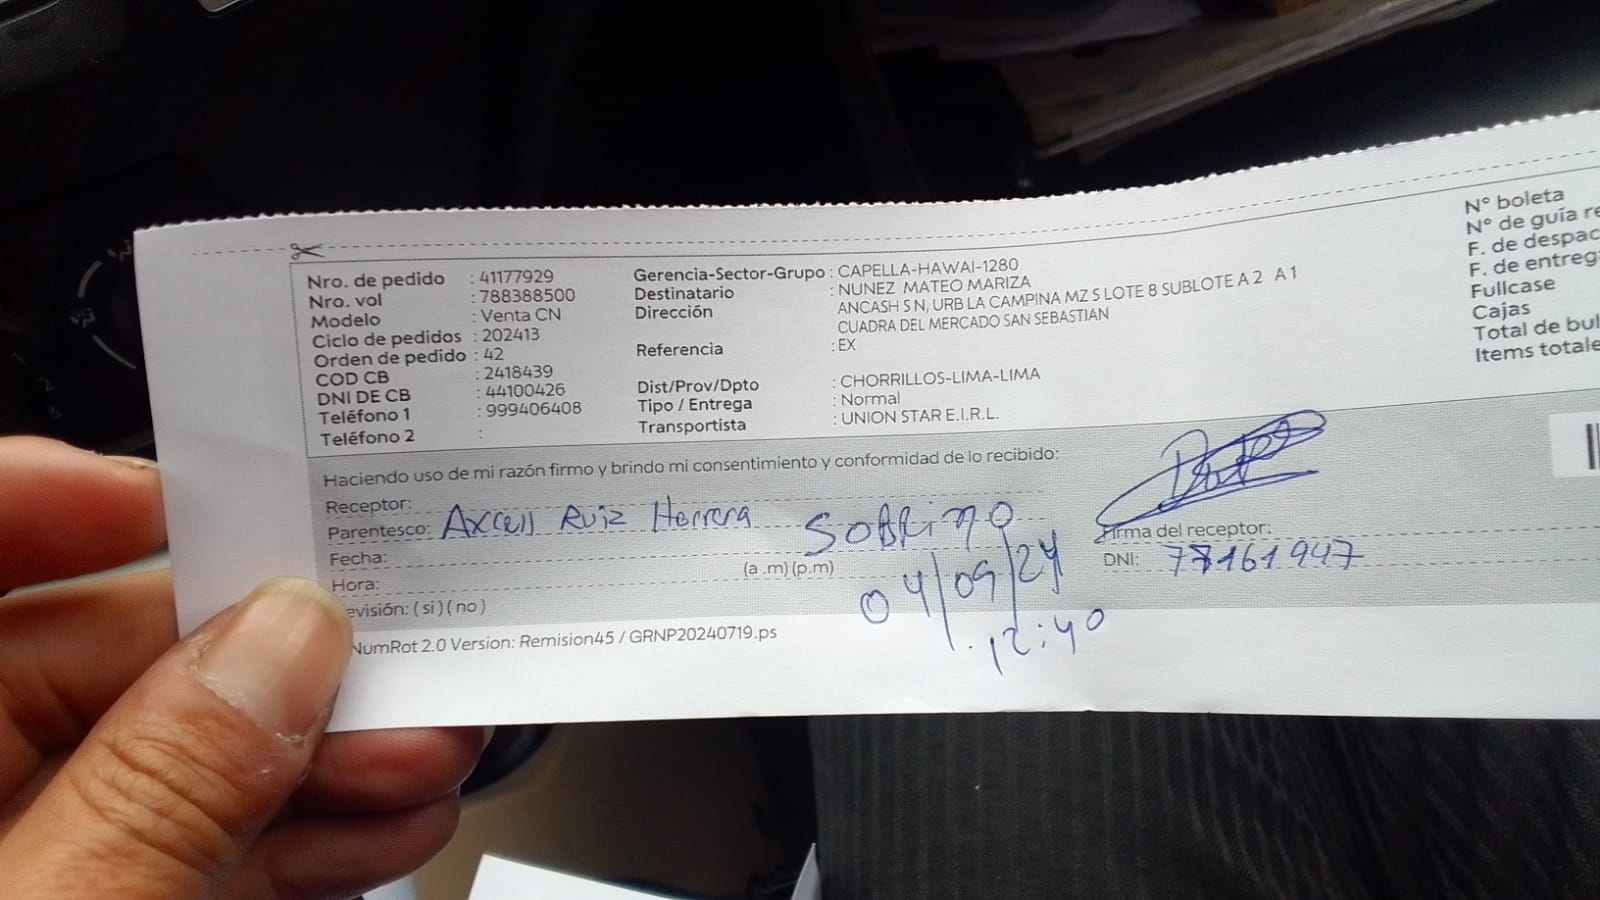 Nro. de pedido : 41177929
Nro. vol : 788388500
Modelo : Venta CN
Ciclo de pedidos : 202413
Orden de pedido : 42
COD CB : 2418439
DNI DE CB : 44100426
Teléfono 1 : 999406408
Teléfono 2 :
Gerencia-Sector-Grupo : CAPELLA-HAWAI-1280
Destinatario : NUNEZ MATEO MARIZA
Dirección : ANCASH S N, URB LA CAMPINA MZ S LOTE 8 SUBLOTE A 2 A 1
CUADRA DEL MERCADO SAN SEBASTIAN
Referencia : EX
Dist/Prov/Dpto : CHORRILLOS-LIMA-LIMA
Tipo / Entrega : Normal
Transportista : UNION STAR E.I.R.L.
N° boleta
N° de guía re
F. de despac
F. de entreg
Fullcase
Cajas
Total de bul
Items totale
Haciendo uso de mi razón firmo y brindo mi consentimiento y conformidad de lo recibido:
Receptor:
Parentesco: Axcell Ruiz Herrera Sobrino
Fecha: 04/09/24
Hora: (a .m) (p.m) 12:40
evisión: ( si ) ( no )
Firma del receptor:
DNI:
NumRot 2.0 Version: Remision45 / GRNP20240719.ps